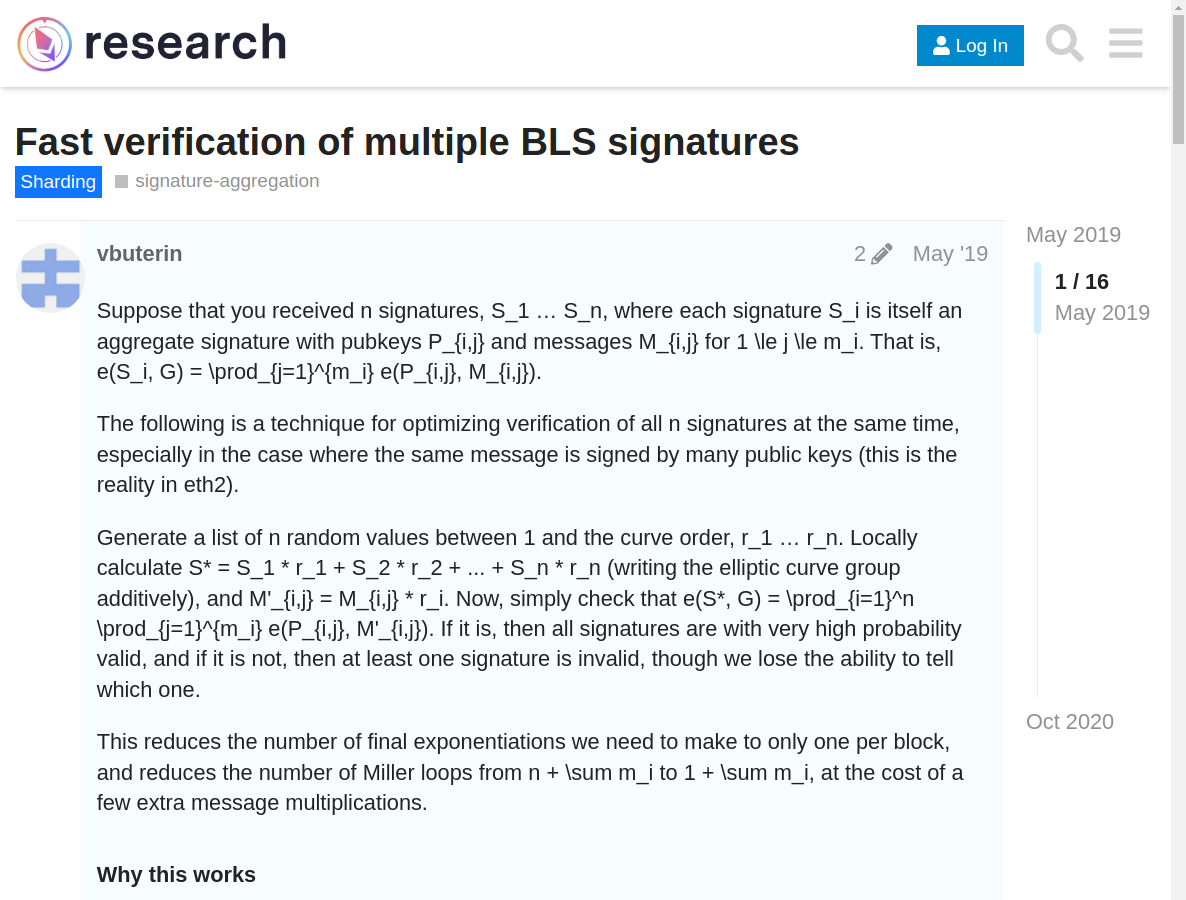 research
Log In
Fast verification of multiple BLS signatures
Sharding
signature-aggregation
vbuterin
2
May '19
Suppose that you received n signatures, S_1 … S_n, where each signature S_i is itself an
aggregate signature with pubkeys P_{i,j} and messages M_{i,j} for 1 \le j \le m_i. That is,
e(S_i, G) = \prod_{j=1}^{m_i} e(P_{i,j}, M_{i,j}).
The following is a technique for optimizing verification of all n signatures at the same time,
especially in the case where the same message is signed by many public keys (this is the
reality in eth2).
Generate a list of n random values between 1 and the curve order, r_1 … r_n. Locally
calculate S* = S_1 * r_1 + S_2 * r_2 + ... + S_n * r_n (writing the elliptic curve group
additively), and M'_{i,j} = M_{i,j} * r_i. Now, simply check that e(S*, G) = \prod_{i=1}^n
\prod_{j=1}^{m_i} e(P_{i,j}, M'_{i,j}). If it is, then all signatures are with very high probability
valid, and if it is not, then at least one signature is invalid, though we lose the ability to tell
which one.
This reduces the number of final exponentiations we need to make to only one per block,
and reduces the number of Miller loops from n + \sum m_i to 1 + \sum m_i, at the cost of a
few extra message multiplications.
Why this works
May 2019
1 / 16
May 2019
Oct 2020